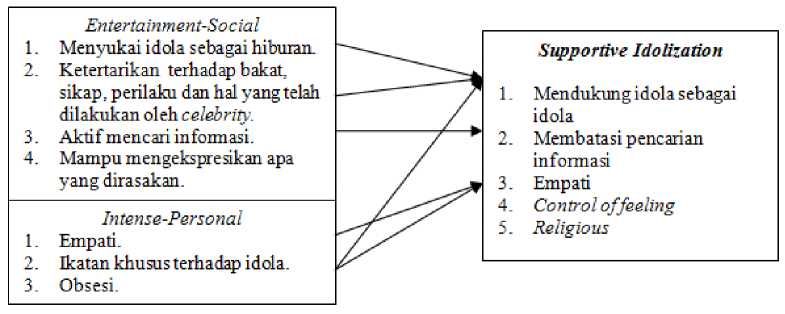 Entertainment-Social
1. Menyukai idola sebagai hiburan.
2. Ketertarikan terhadap bakat,
sikap, perilaku dan hal yang telah
dilakukan oleh celebrity.
3. Aktif mencari informasi.
4. Mampu mengekspresikan apa
yang dirasakan.
Intense-Personal
1. Empati.
2. Ikatan khusus terhadap idola.
3. Obsesi.
Supportive Idolization
1. Mendukung idola sebagai
idola
2. Membatasi pencarian
informasi
3. Empati
4. Control of feeling
5. Religious